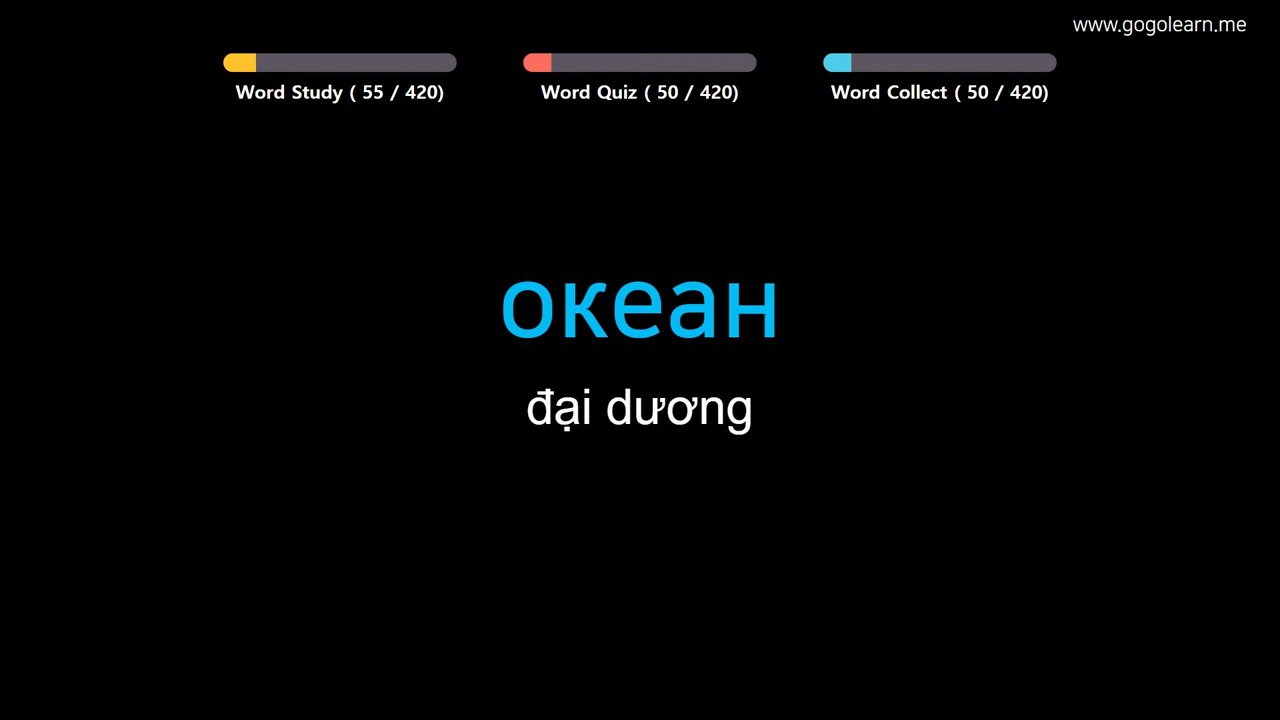 www.gogolearn.me
Word Study ( 55 / 420)
Word Quiz ( 50 / 420)
Word Collect ( 50 / 420)
океан
đại dương